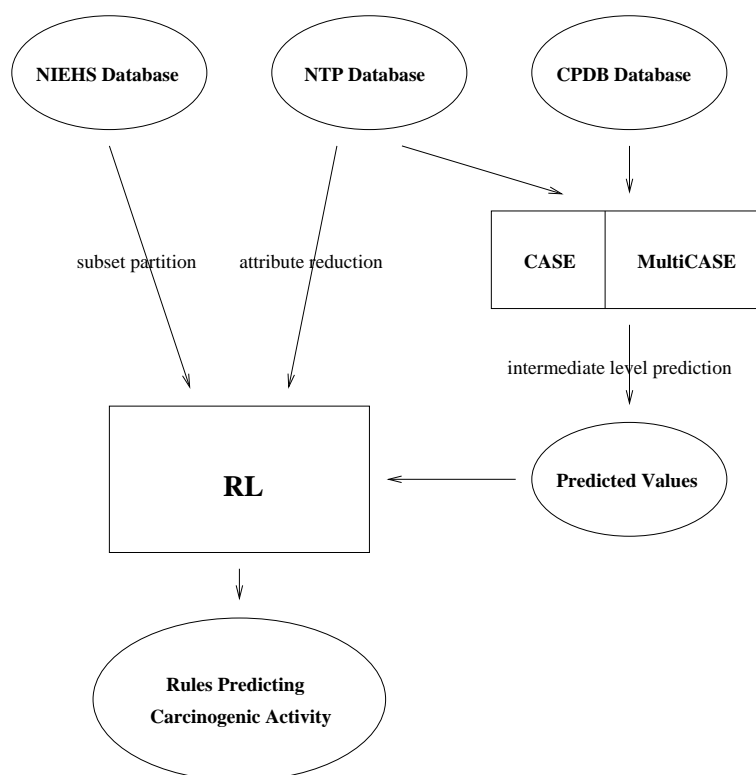 NIEHS Database
NTP Database
CPDB Database
subset partition
attribute reduction
CASE
MultiCASE
intermediate level prediction
RL
Predicted Values
Rules Predicting
Carcinogenic Activity